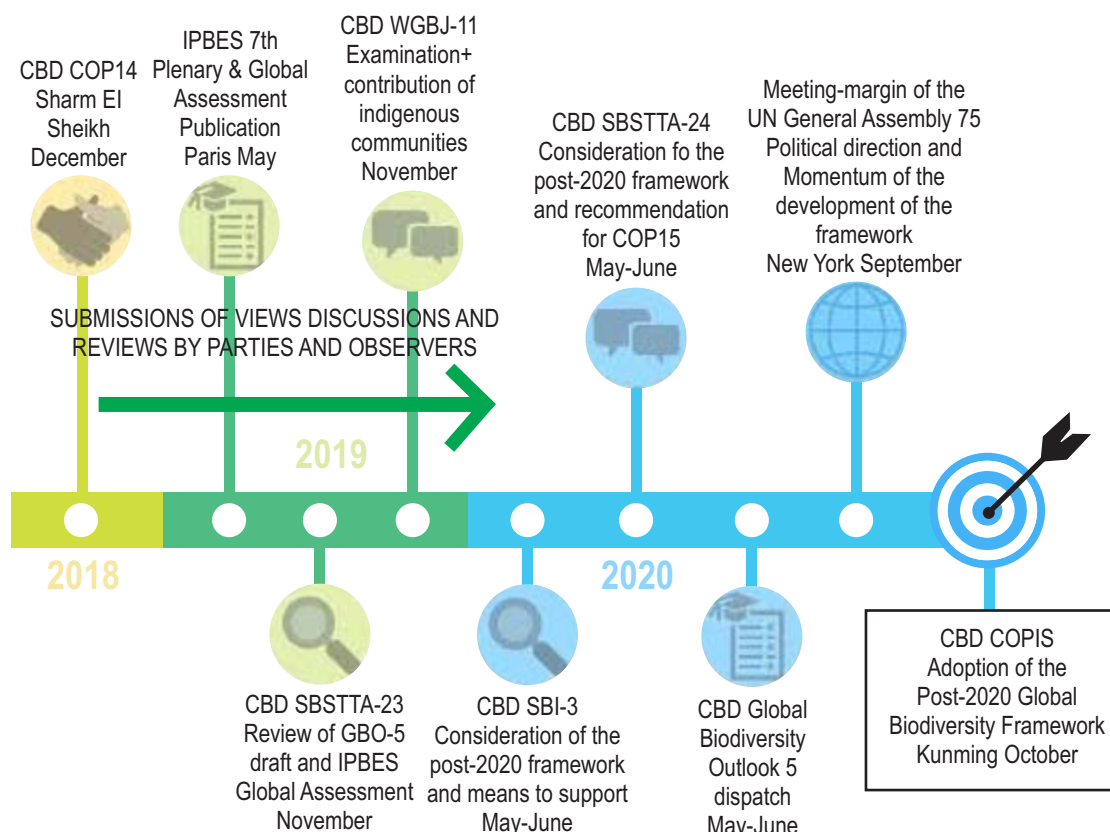 CBD COP14
Sharm EI
Sheikh
December
IPBES 7th
Plenary & Global
Assessment
Publication
Paris May
CBD WGBJ-11
Examination+
contribution of
indigenous
communities
November
CBD SBSTTA-24
Consideration fo the
post-2020 framework
and recommendation
for COP15
May-June
Meeting-margin of the
UN General Assembly 75
Political direction and
Momentum of the
development of the
framework
New York September
SUBMISSIONS OF VIEWS DISCUSSIONS AND
REVIEWS BY PARTIES AND OBSERVERS
2019
2018
2020
CBD SBSTTA-23
Review of GBO-5
draft and IPBES
Global Assessment
November
CBD SBI-3
Consideration of the
post-2020 framework
and means to support
May-June
CBD Global
Biodiversity
Outlook 5
dispatch
May-June
CBD COPIS
Adoption of the
Post-2020 Global
Biodiversity Framework
Kunming October